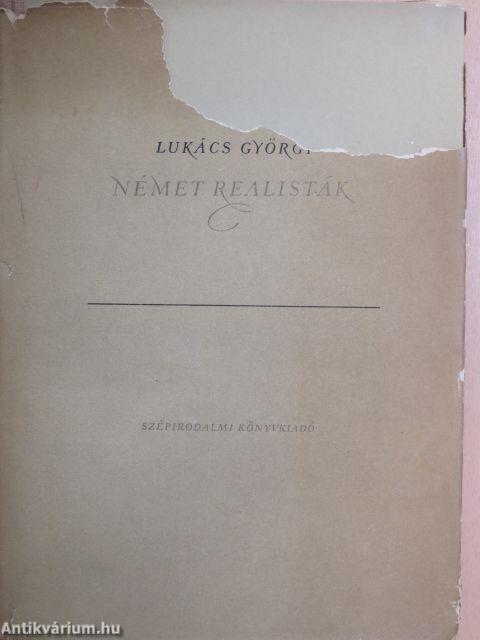 LUKÁCS GYÖRGY
NÉMET REALISTÁK
SZÉPIRODALMI KÖNYVKIADÓ
Antikvárium.hu